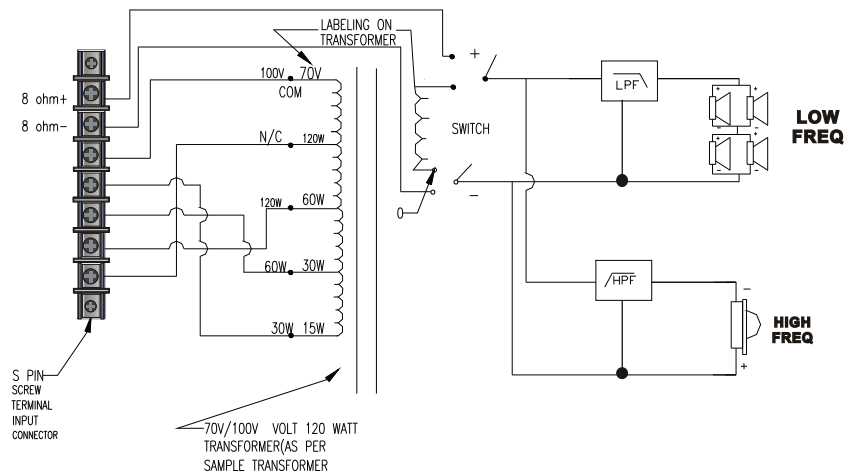 LABELING ON
TRANSFORMER
+
100V 70V
COM
8 ohm+
8 ohm-
N/C 120W
SWITCH
120W 60W
-
0
60W 30W
30W 15W
LPF
+ +
- -
+ +
- -
LOW
FREQ
HPF
-
HIGH
FREQ
+
S PIN
SCREW
TERMINAL
INPUT
CONNECTOR
70V/100V VOLT 120 WATT
TRANSFORMER(AS PER
SAMPLE TRANSFORMER